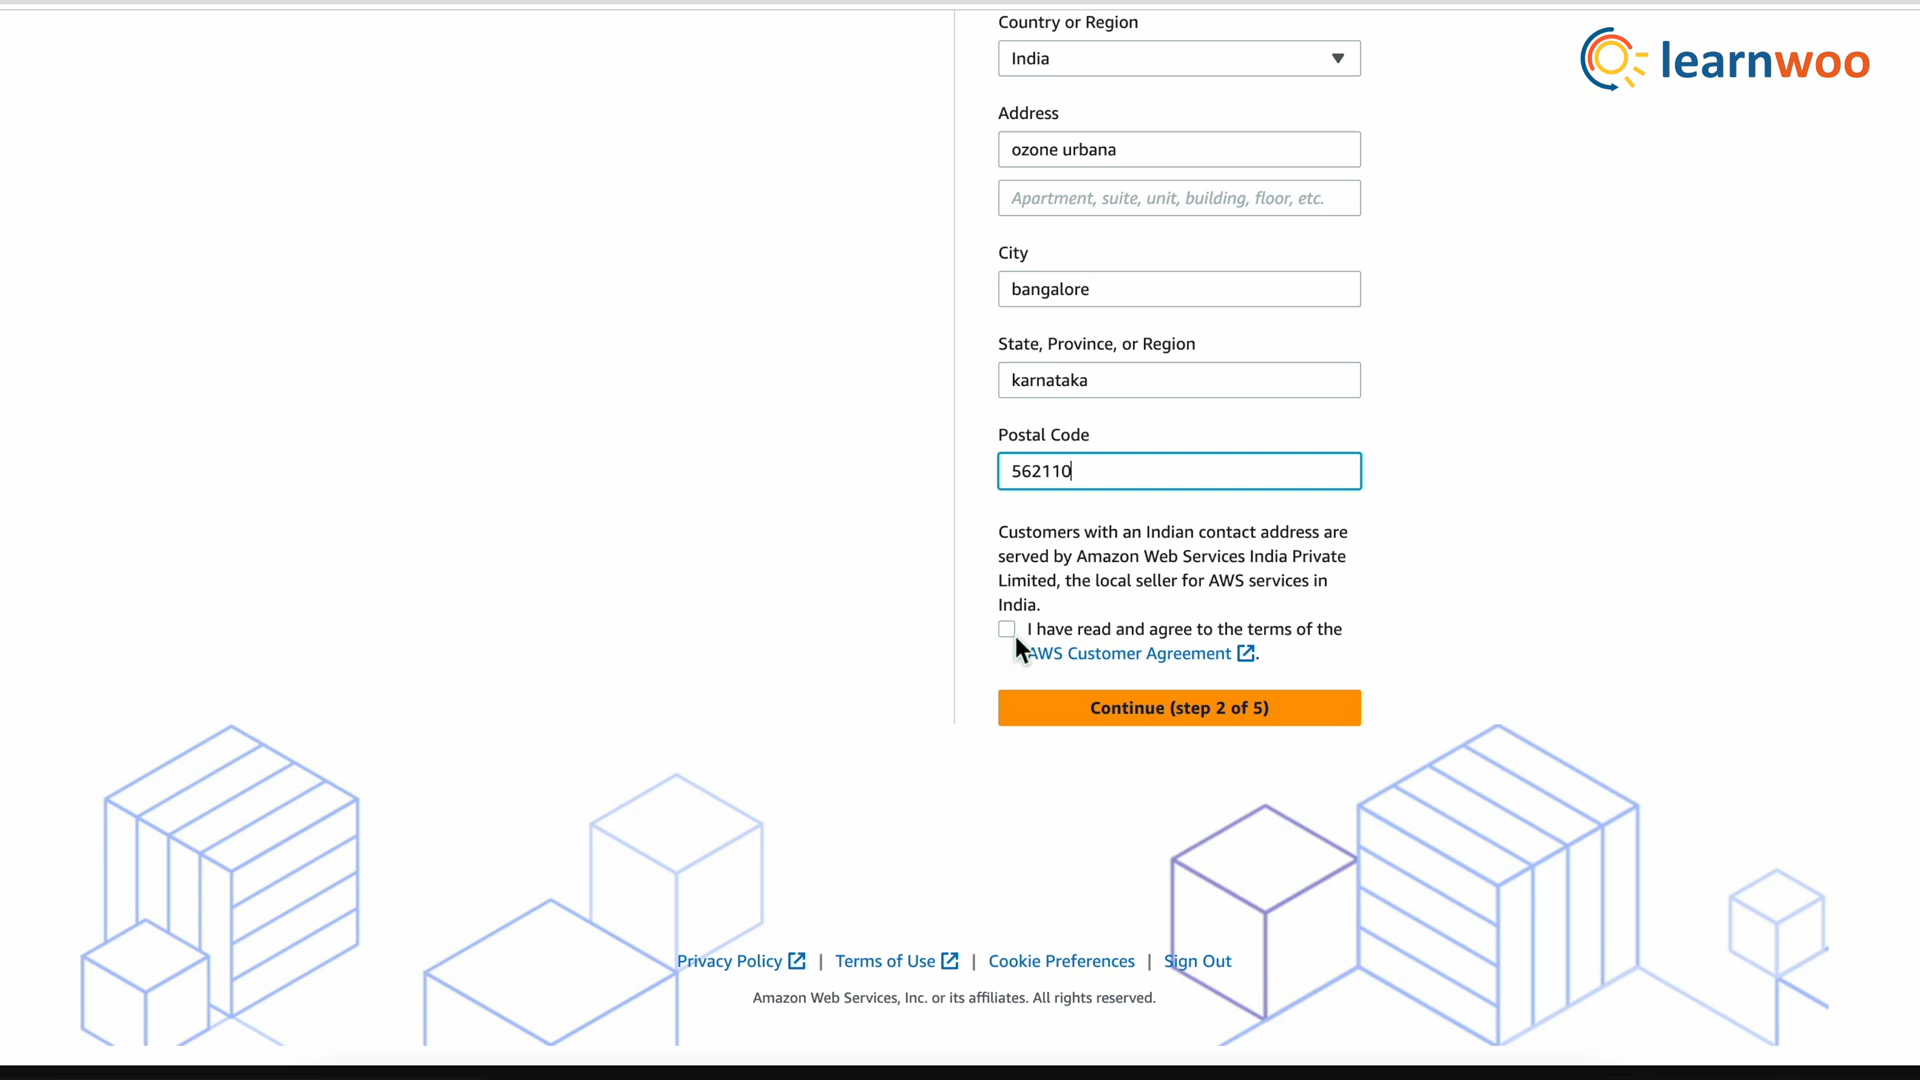 Country or Region
India
learnwoo
Address
ozone urbana
Apartment, suite, unit, building, floor, etc.
City
bangalore
State, Province, or Region
karnataka
Postal Code
562110
Customers with an Indian contact address are
served by Amazon Web Services India Private
Limited, the local seller for AWS services in
India.
I have read and agree to the terms of the
AWS Customer Agreement .
Continue (step 2 of 5)
Privacy Policy | Terms of Use | Cookie Preferences | Sign Out
Amazon Web Services, Inc. or its affiliates. All rights reserved.